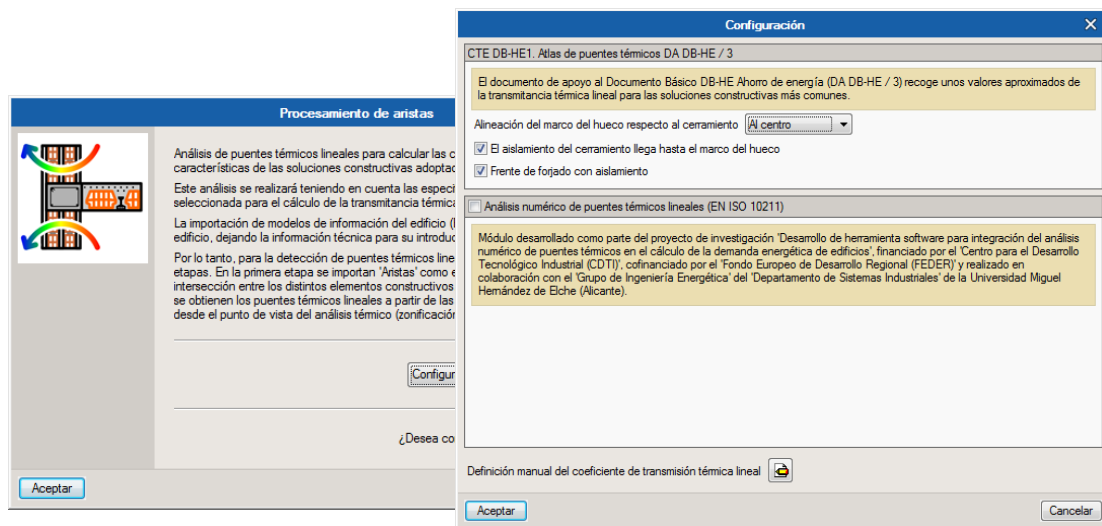 Procesamiento de aristas
Análisis de puentes térmicos lineales para calcular las c
características de las soluciones constructivas adoptac
Este análisis se realizará teniendo en cuenta las especi
seleccionada para el cálculo de la transmitancia térmica
La importación de modelos de información del edificio (
edificio, dejando la información técnica para su introduc
Por lo tanto, para la detección de puentes térmicos line
etapas. En la primera etapa se importan 'Aristas' como e
intersección entre los distintos elementos constructivos
se obtienen los puentes térmicos lineales a partir de las
desde el punto de vista del análisis térmico (zonificación
Configur
¿Desea co
Aceptar
Configuración
CTE DB-HE1. Atlas de puentes térmicos DA DB-HE / 3
El documento de apoyo al Documento Básico DB-HE Ahorro de energía (DA DB-HE / 3) recoge unos valores aproximados de
la transmitancia térmica lineal para las soluciones constructivas más comunes.
Alineación del marco del hueco respecto al cerramiento Al centro
El aislamiento del cerramiento llega hasta el marco del hueco
Frente de forjado con aislamiento
Análisis numérico de puentes térmicos lineales (EN ISO 10211)
Módulo desarrollado como parte del proyecto de investigación 'Desarrollo de herramienta software para integración del análisis
numérico de puentes térmicos en el cálculo de la demanda energética de edificios', financiado por el 'Centro para el Desarrollo
Tecnológico Industrial (CDTI)', cofinanciado por el 'Fondo Europeo de Desarrollo Regional (FEDER)' y realizado en
colaboración con el 'Grupo de Ingeniería Energética' del 'Departamento de Sistemas Industriales' de la Universidad Miguel
Hernández de Elche (Alicante).
Definición manual del coeficiente de transmisión térmica lineal
Aceptar
Cancelar